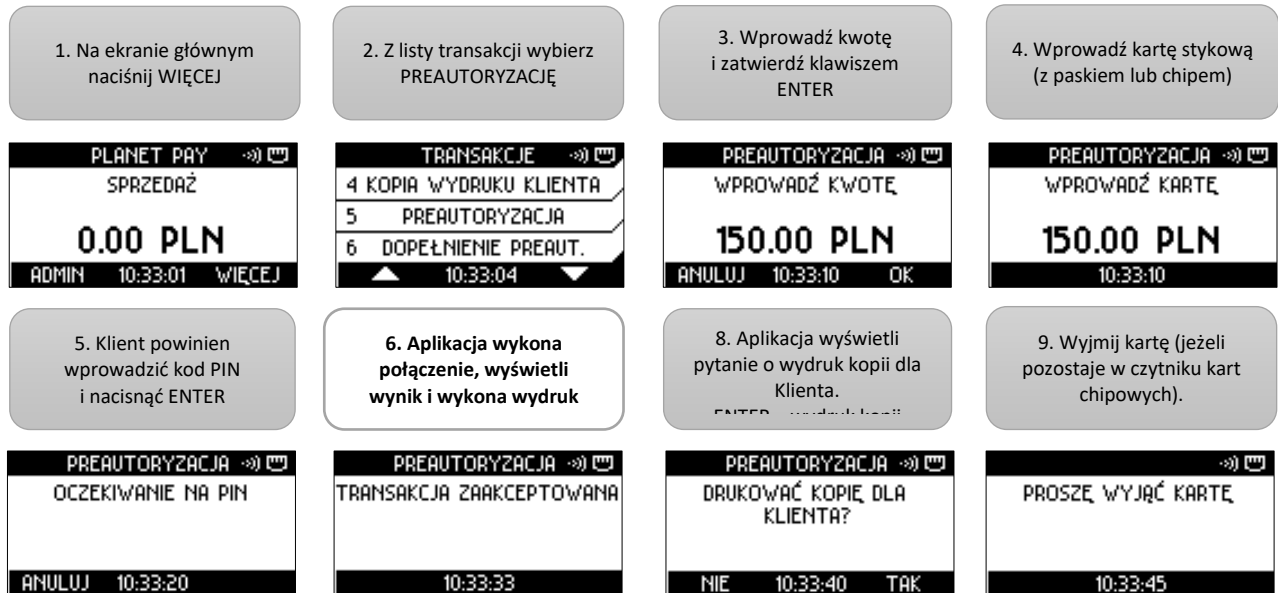 1. Na ekranie głównym
naciśnij WIĘCEJ
2. Z listy transakcji wybierz
PREAUTORYZACJĘ
3. Wprowadź kwotę
i zatwierdź klawiszem
ENTER
4. Wprowadź kartę stykową
(z paskiem lub chipem)
PLANET PAY
SPRZEDAŻ
0.00 PLN
ADMIN 10:33:01 WIĘCEJ
TRANSAKCJE
4 KOPIA WYDRUKU KLIENTA
5 PREAUTORYZACJA
6 DOPEŁNIENIE PREAUT.
10:33:04
PREAUTORYZACJA
WPROWADŹ KWOTĘ
150.00 PLN
ANULUJ 10:33:10 OK
PREAUTORYZACJA
WPROWADŹ KARTĘ
150.00 PLN
10:33:10
5. Klient powinien
wprowadzić kod PIN
i nacisnąć ENTER
6. Aplikacja wykona
połączenie, wyświetli
wynik i wykona wydruk
8. Aplikacja wyświetli
pytanie o wydruk kopii dla
Klienta.
9. Wyjmij kartę (jeżeli
pozostaje w czytniku kart
chipowych).
PREAUTORYZACJA
OCZEKIWANIE NA PIN
ANULUJ 10:33:20
PREAUTORYZACJA
TRANSAKCJA ZAAKCEPTOWANA
10:33:33
PREAUTORYZACJA
DRUKOWAĆ KOPIĘ DLA
KLIENTA?
NIE 10:33:40 TAK
PROSZĘ WYJĄĆ KARTĘ
10:33:45